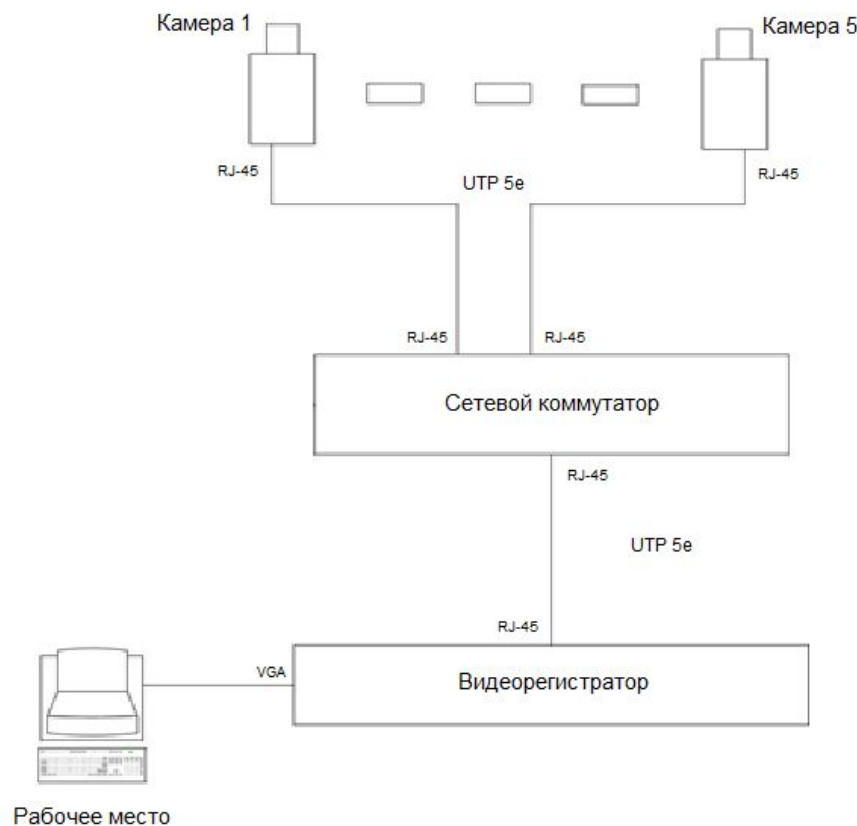 Камера 1
Камера 5
RJ-45
RJ-45
UTP 5e
RJ-45
RJ-45
Сетевой коммутатор
RJ-45
UTP 5e
RJ-45
VGA
Видеорегистратор
Рабочее место